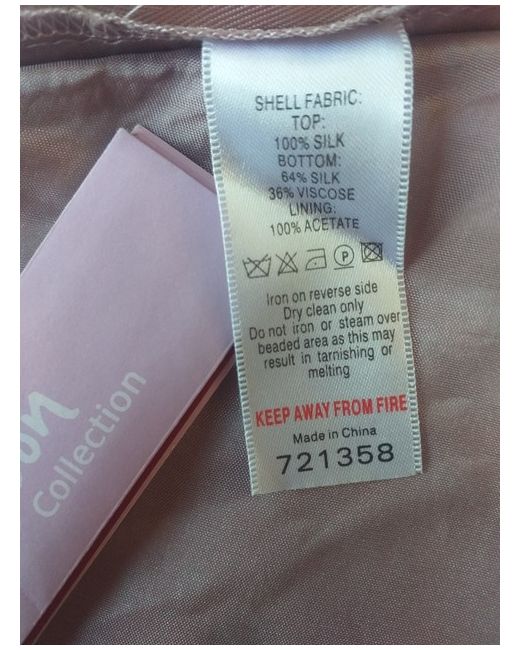 SHELL FABRIC:
TOP:
100% SILK
BOTTOM:
64% SILK
36% VISCOSE
LINING:
100% ACETATE
P
Iron on reverse side
Dry clean only
Do not iron or steam over
beaded area as this may
result in tarnishing or
melting
KEEP AWAY FROM FIRE
Made in China
721358
on
Collection